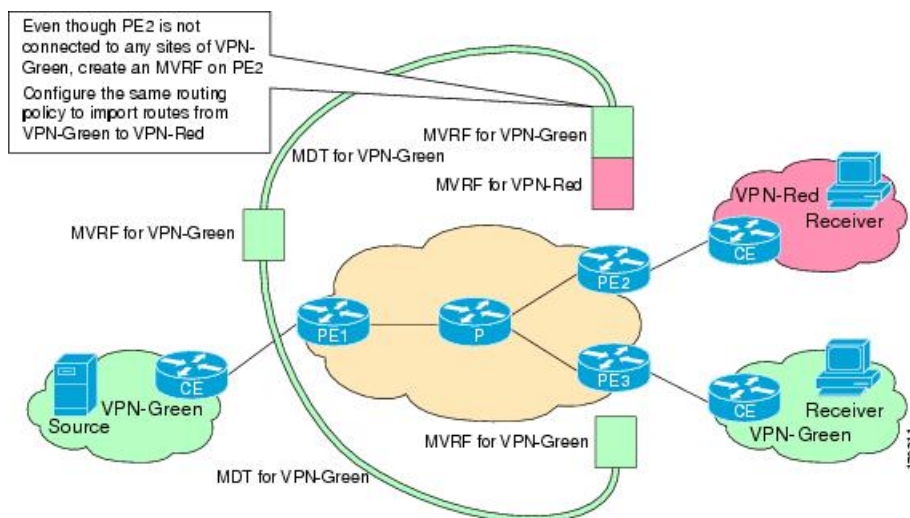 Even though PE2 is not
connected to any sites of VPN-
Green, create an MVRF on PE2
Configure the same routing
policy to import routes from
VPN-Green to VPN-Red
MVRF for VPN-Green
MDT for VPN-Green
MVRF for VPN-Red
MVRF for VPN-Green
VPN-Red
Receiver
CE
PE2
PE1
P
PE3
CE
VPN-Green
Source
CE
Receiver
VPN-Green
MVRF for VPN-Green
MDT for VPN-Green